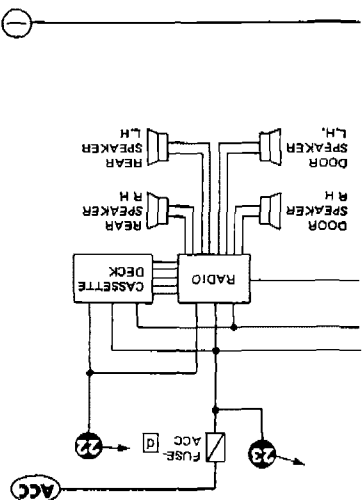 ACC
23
FUSE-
ACC
22
RADIO
CASSETTE
DECK
DOOR
SPEAKER
R H
REAR
SPEAKER
R H
DOOR
SPEAKER
L.H.
REAR
SPEAKER
L.H